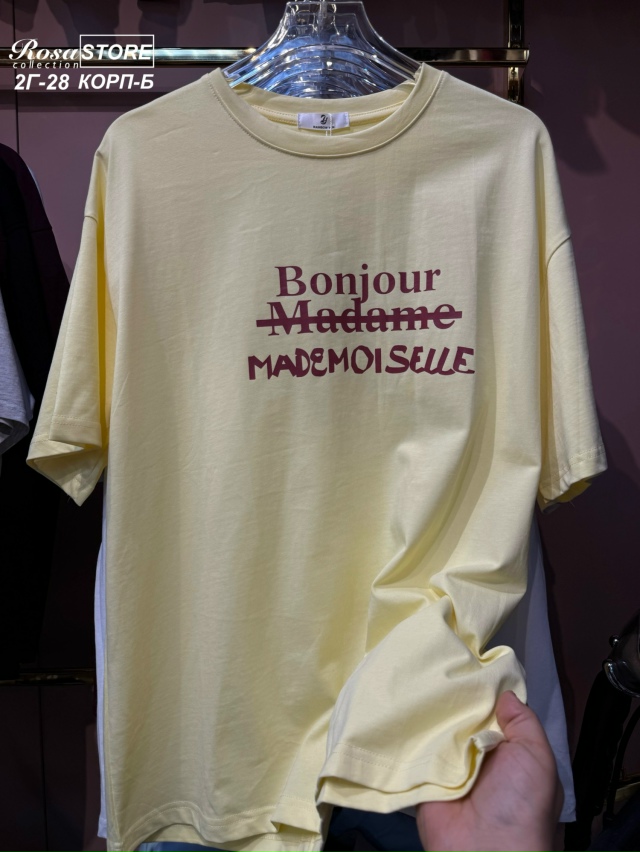 Rosa STORE
collection
2Г-28 КОРП-Б
Bonjour
Madame
MADEMOISELLE